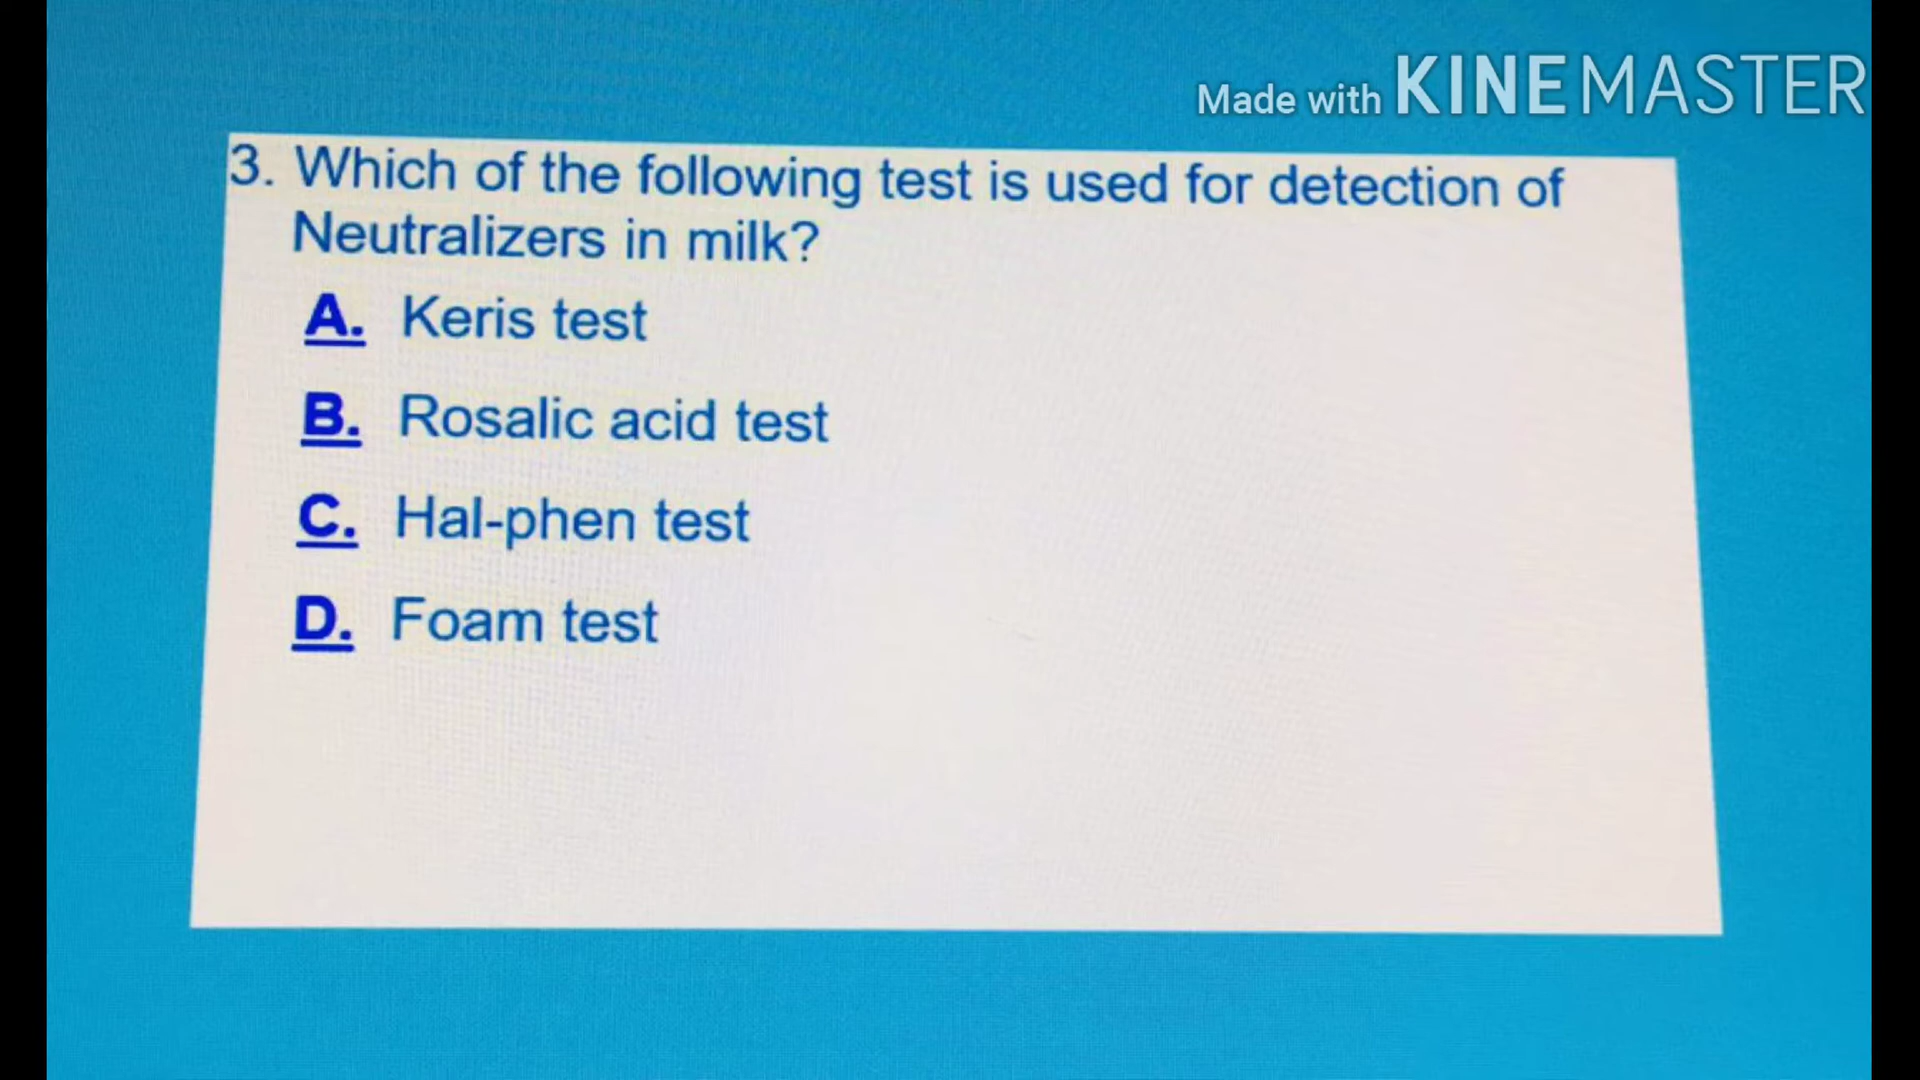 Made with KINEMASTER
3. Which of the following test is used for detection of
Neutralizers in milk?
A. Keris test
B. Rosalic acid test
C. Hal-phen test
D. Foam test